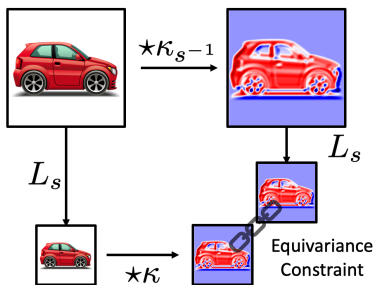 ⋆κ_{s^{-1}}
L_s
L_s
⋆κ
Equivariance
Constraint